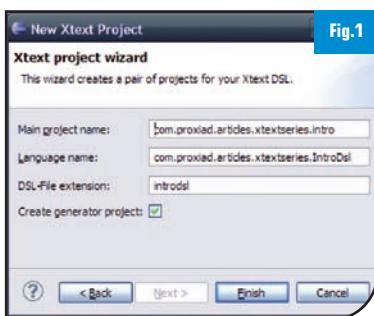 New Xtext Project
Fig.1
Xtext project wizard
This wizard creates a pair of projects for your Xtext DSL.
Main project name: com.proxiad.articles.xtextseries.intro
Language name: com.proxiad.articles.xtextseries.IntroDsl
DSL-File extension: introdsl
Create generator project:
? < Back Next > Finish Cancel